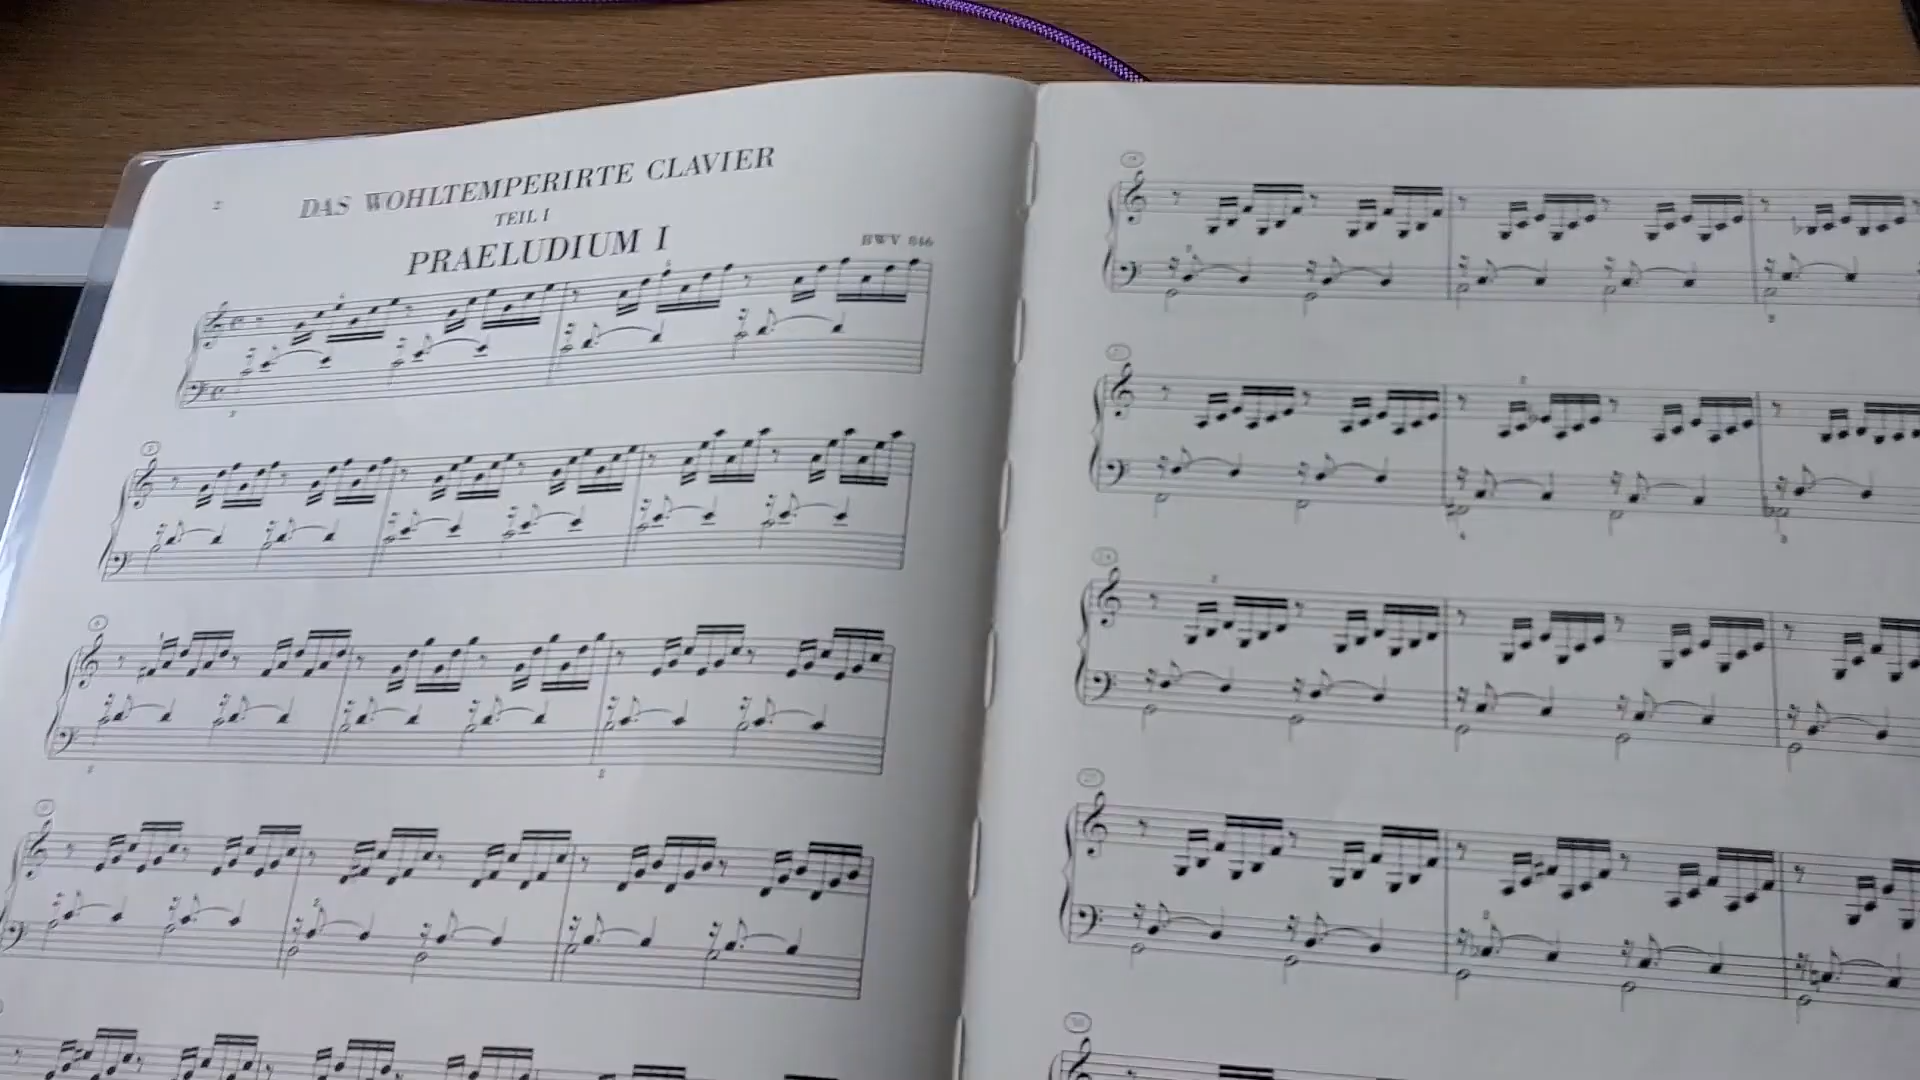 2
DAS WOHLTEMPERIRTE CLAVIER
TEIL I
PRAELUDIUM I
BWV 846